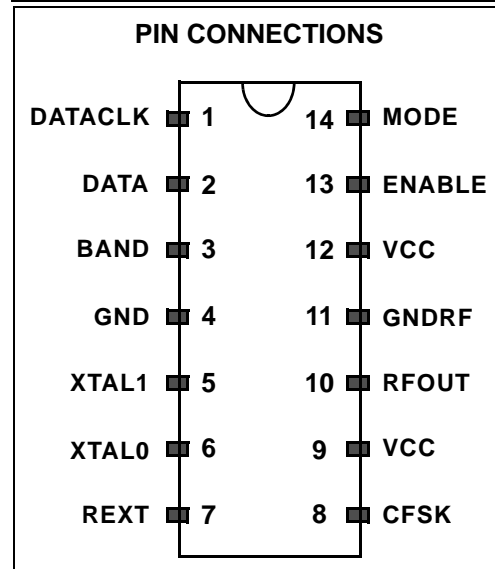 PIN CONNECTIONS
DATACLK 1 14 MODE
DATA 2 13 ENABLE
BAND 3 12 VCC
GND 4 11 GNDRF
XTAL1 5 10 RFOUT
XTAL0 6 9 VCC
REXT 7 8 CFSK